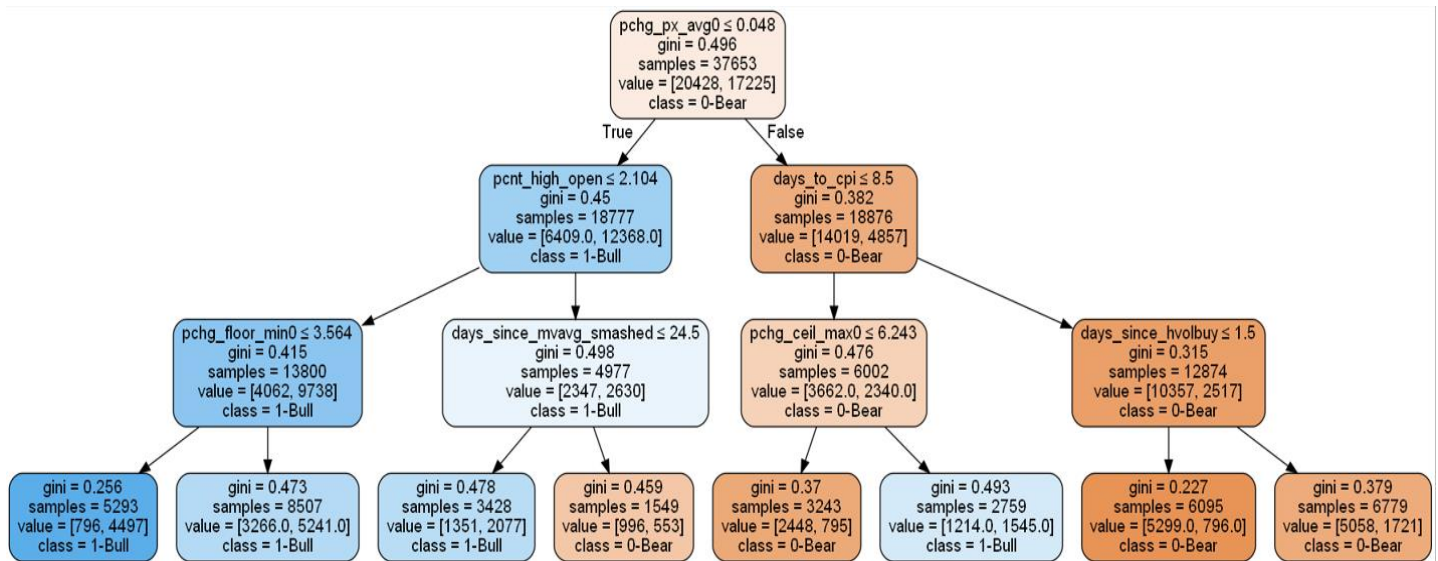 pchg_px_avg0 ≤ 0.048
gini = 0.496
samples = 37653
value = [20428, 17225]
class = 0-Bear
True
False
pcnt_high_open ≤ 2.104
gini = 0.45
samples = 18777
value = [6409.0, 12368.0]
class = 1-Bull
days_to_cpi ≤ 8.5
gini = 0.382
samples = 18876
value = [14019, 4857]
class = 0-Bear
pchg_floor_min0 ≤ 3.564
gini = 0.415
samples = 13800
value = [4062, 9738]
class = 1-Bull
days_since_mvavg_smashed ≤ 24.5
gini = 0.498
samples = 4977
value = [2347, 2630]
class = 1-Bull
pchg_ceil_max0 ≤ 6.243
gini = 0.476
samples = 6002
value = [3662.0, 2340.0]
class = 0-Bear
days_since_hvolbuy ≤ 1.5
gini = 0.315
samples = 12874
value = [10357, 2517]
class = 0-Bear
gini = 0.256
samples = 5293
value = [796, 4497]
class = 1-Bull
gini = 0.473
samples = 8507
value = [3266.0, 5241.0]
class = 1-Bull
gini = 0.478
samples = 3428
value = [1351, 2077]
class = 1-Bull
gini = 0.459
samples = 1549
value = [996, 553]
class = 0-Bear
gini = 0.37
samples = 3243
value = [2448, 795]
class = 0-Bear
gini = 0.493
samples = 2759
value = [1214.0, 1545.0]
class = 1-Bull
gini = 0.227
samples = 6095
value = [5299.0, 796.0]
class = 0-Bear
gini = 0.379
samples = 6779
value = [5058, 1721]
class = 0-Bear